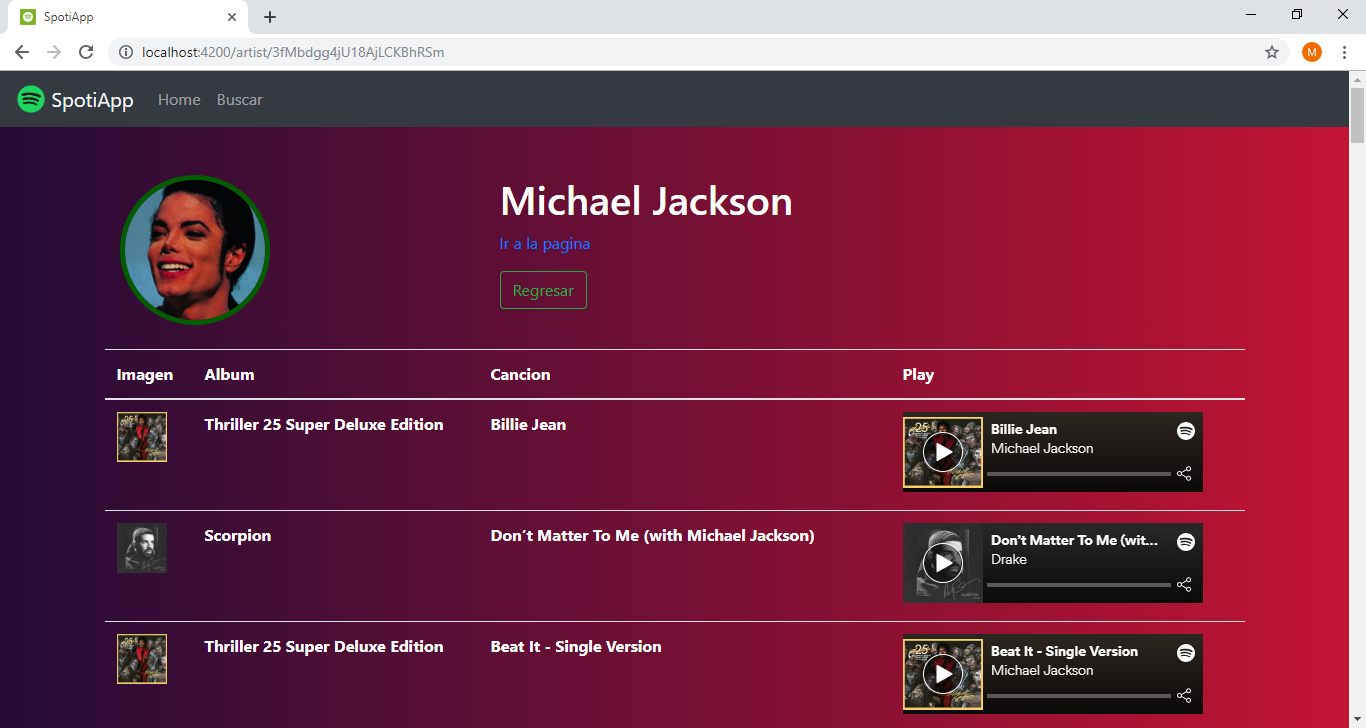 SpotiApp
localhost:4200/artist/3fMbdgg4jU18AjLCKBhRSm
M
SpotiApp Home Buscar
Michael Jackson
Ir a la pagina
Regresar
Imagen Album Cancion Play
Thriller 25 Super Deluxe Edition Billie Jean
25
Billie Jean
Michael Jackson
Scorpion Don´t Matter To Me (with Michael Jackson)
Don't Matter To Me (wit...
Drake
Thriller 25 Super Deluxe Edition Beat It - Single Version
25
Beat It - Single Version
Michael Jackson